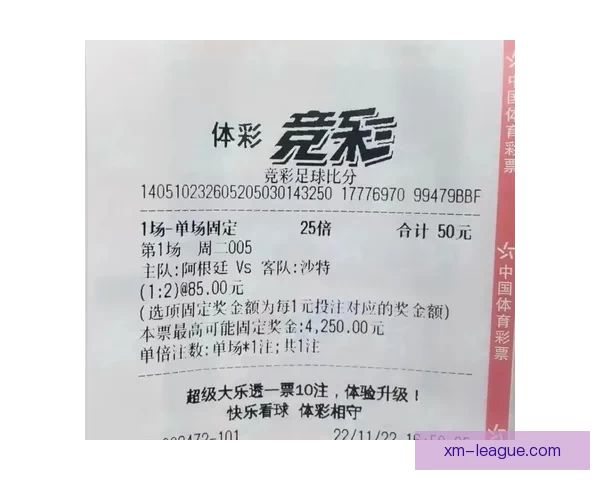 体彩 竞彩
竞彩足球比分
140510232605205030143250 17776970 99479BBF
1场-单场固定 25倍 合计 50元
第1场 周二005
主队:阿根廷 Vs 客队:沙特
(1:2)@85.00元
(选项固定奖金额为每1元投注对应的奖金额)
本票最高可能固定奖金:4,250.00元
单倍注数:单场*1注;共1注
超级大乐透一票10注，体验升级！
快乐看球 体彩相守
22/11/22
中国体育彩票
中国体育彩票
xm-league.com